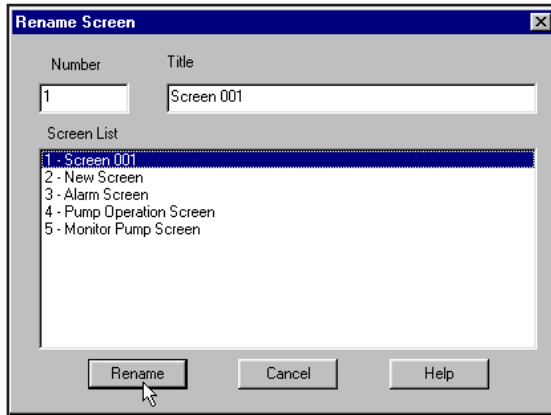 Rename Screen
Number Title
1 Screen 001
Screen List
1 - Screen 001
2 - New Screen
3 - Alarm Screen
4 - Pump Operation Screen
5 - Monitor Pump Screen
Rename Cancel Help